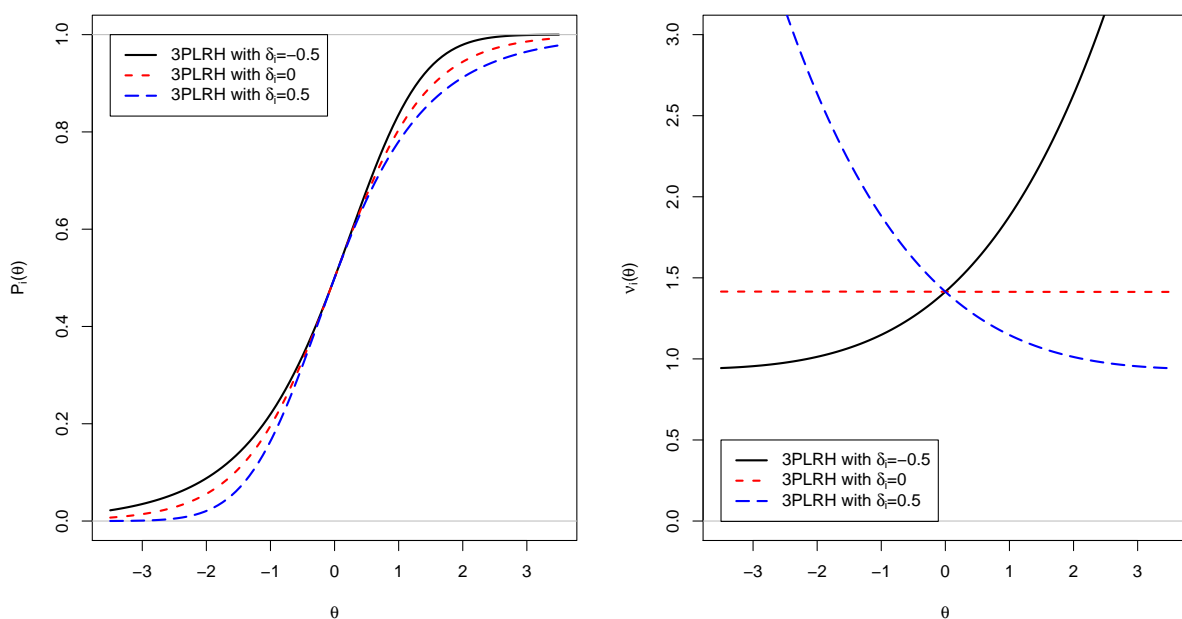 3PLRH with δi=−0.5
3PLRH with δi=0
3PLRH with δi=0.5
Pi(θ)
0.0
0.2
0.4
0.6
0.8
1.0
−3
−2
−1
0
1
2
3
θ
νi(θ)
0.0
0.5
1.0
1.5
2.0
2.5
3.0
3PLRH with δi=−0.5
3PLRH with δi=0
3PLRH with δi=0.5
−3
−2
−1
0
1
2
3
θ